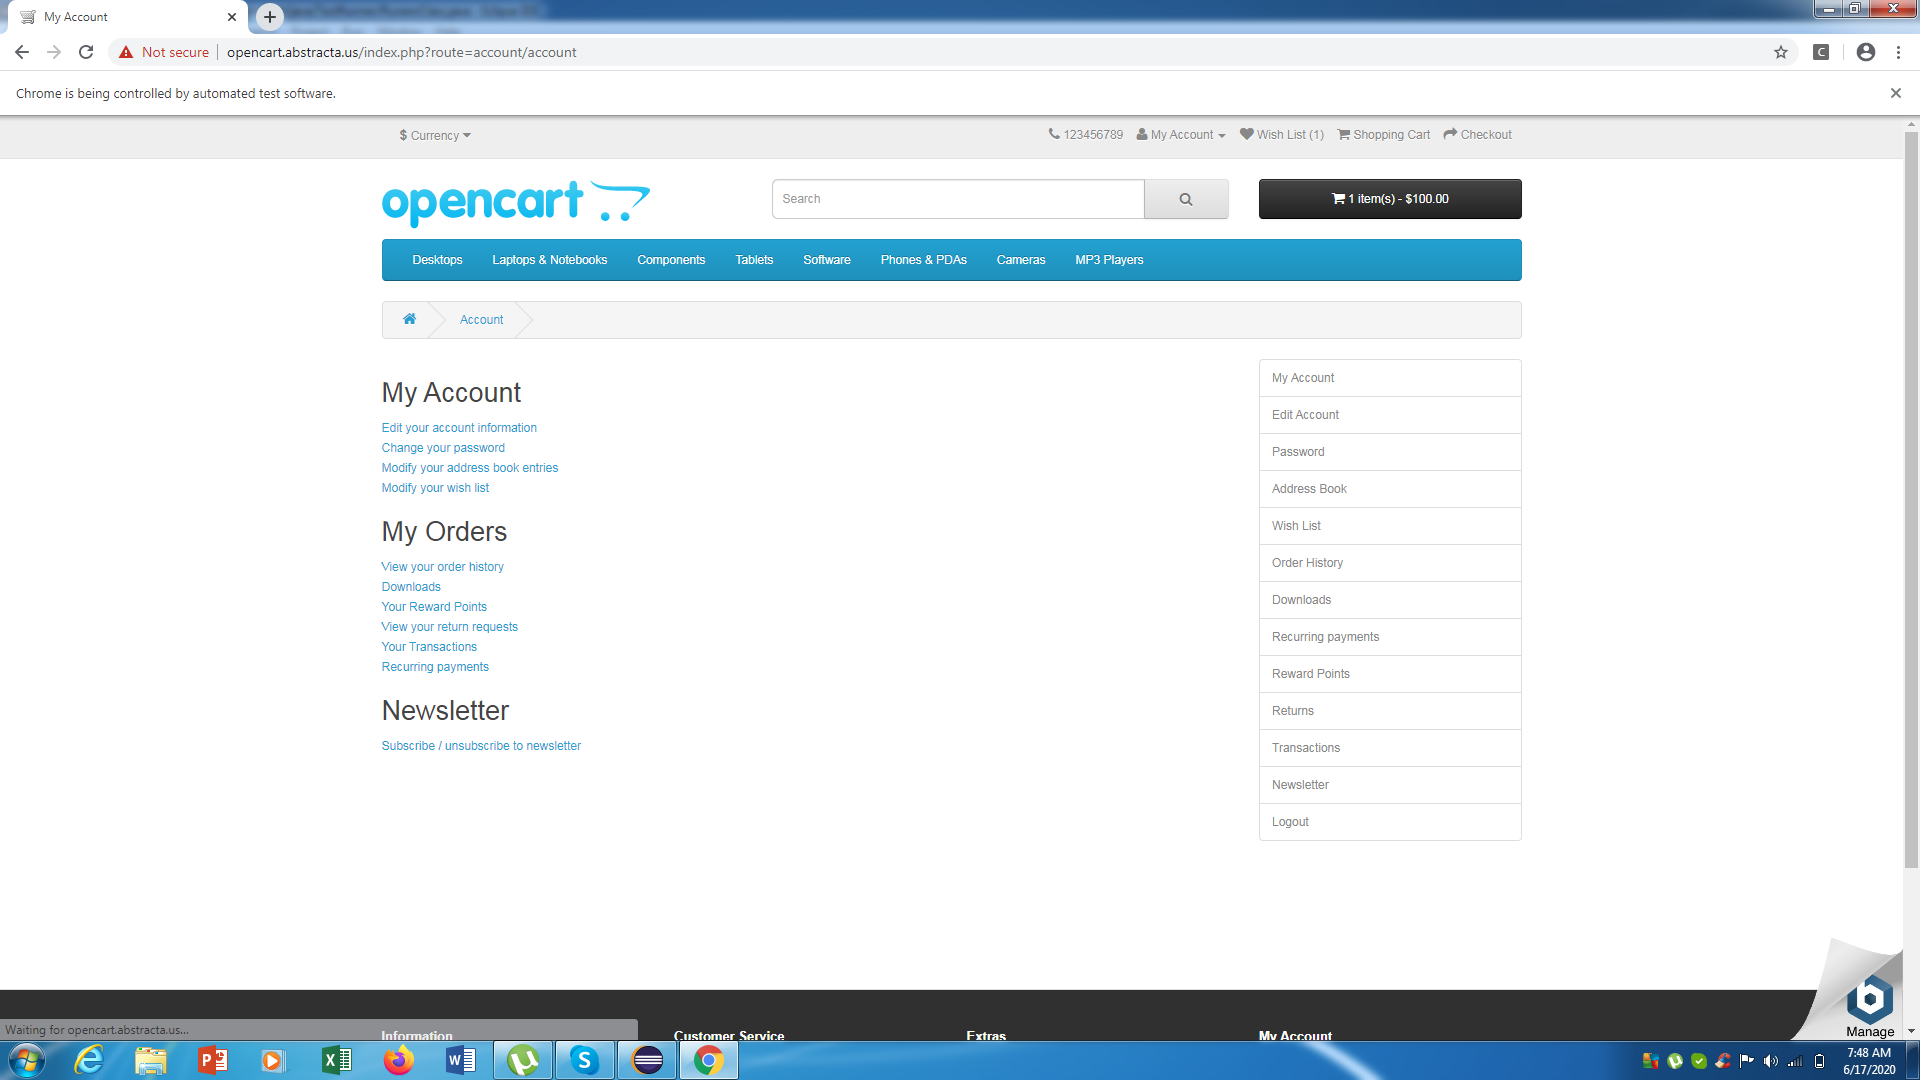 My Account
Not secure
opencart.abstracta.us/index.php?route=account/account
C
Chrome is being controlled by automated test software.
$ Currency
123456789 My Account Wish List (1) Shopping Cart Checkout
opencart
Search
1 item(s) - $100.00
Desktops Laptops & Notebooks Components Tablets Software Phones & PDAs Cameras MP3 Players
Account
My Account
Edit your account information
Change your password
Modify your address book entries
Modify your wish list
My Orders
View your order history
Downloads
Your Reward Points
View your return requests
Your Transactions
Recurring payments
Newsletter
Subscribe / unsubscribe to newsletter
My Account
Edit Account
Password
Address Book
Wish List
Order History
Downloads
Recurring payments
Reward Points
Returns
Transactions
Newsletter
Logout
Manage
Waiting for opencart.abstracta.us...
Information Customer Service Extras My Account
7:48 AM
6/17/2020